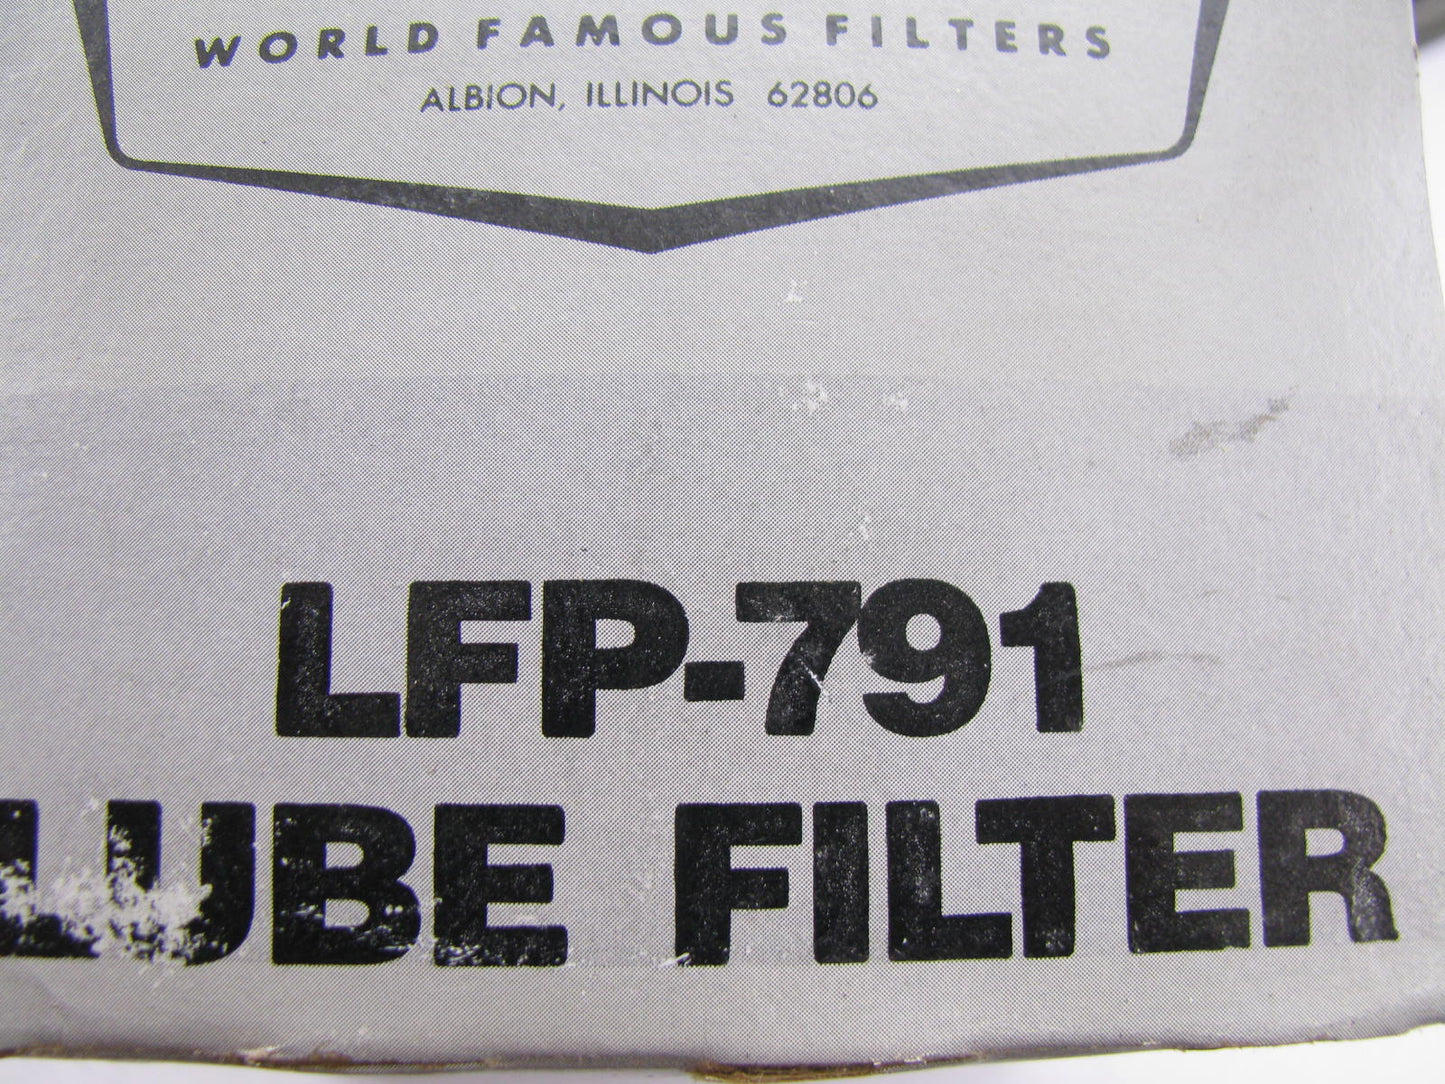 WORLD FAMOUS FILTERS
ALBION, ILLINOIS 62806
LFP-791
LUBE FILTER